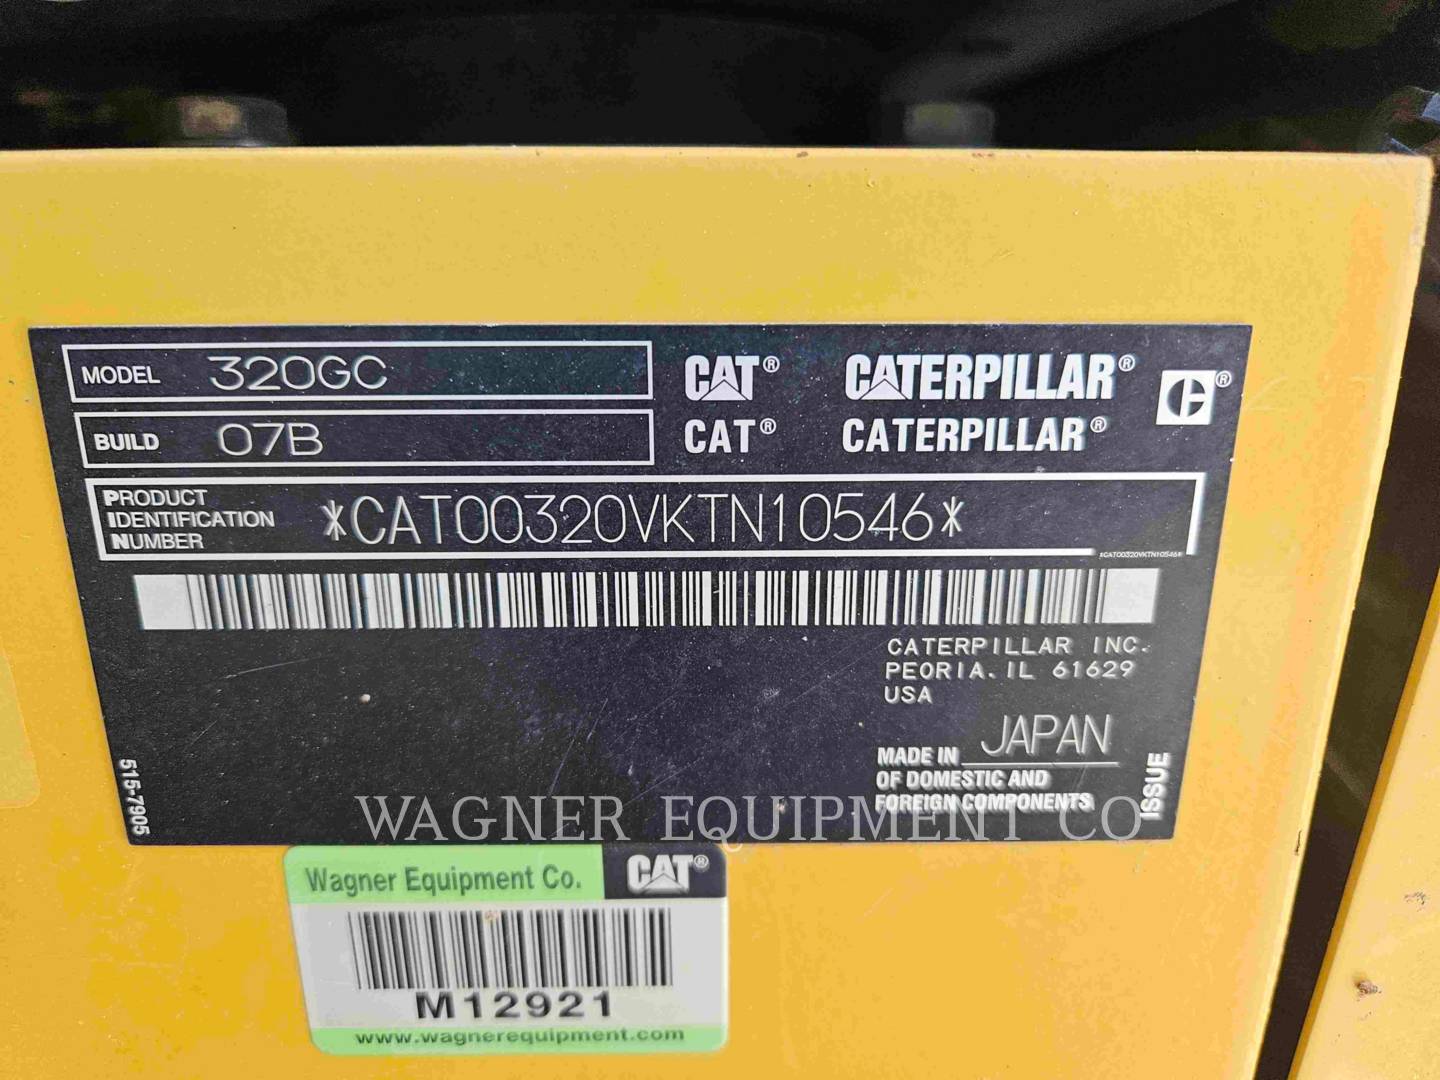 MODEL 320GC
CAT® CATERPILLAR® C®
BUILD 07B
CAT® CATERPILLAR®
PRODUCT IDENTIFICATION NUMBER *CAT00320VKTN10546*
*CAT00320VKTN10546*
CATERPILLAR INC.
PEORIA, IL 61629
USA
MADE IN JAPAN
OF DOMESTIC AND
FOREIGN COMPONENTS
ISSUE
515-7905
WAGNER EQUIPMENT CO
Wagner Equipment Co. CAT®
M12921
www.wagnerequipment.com